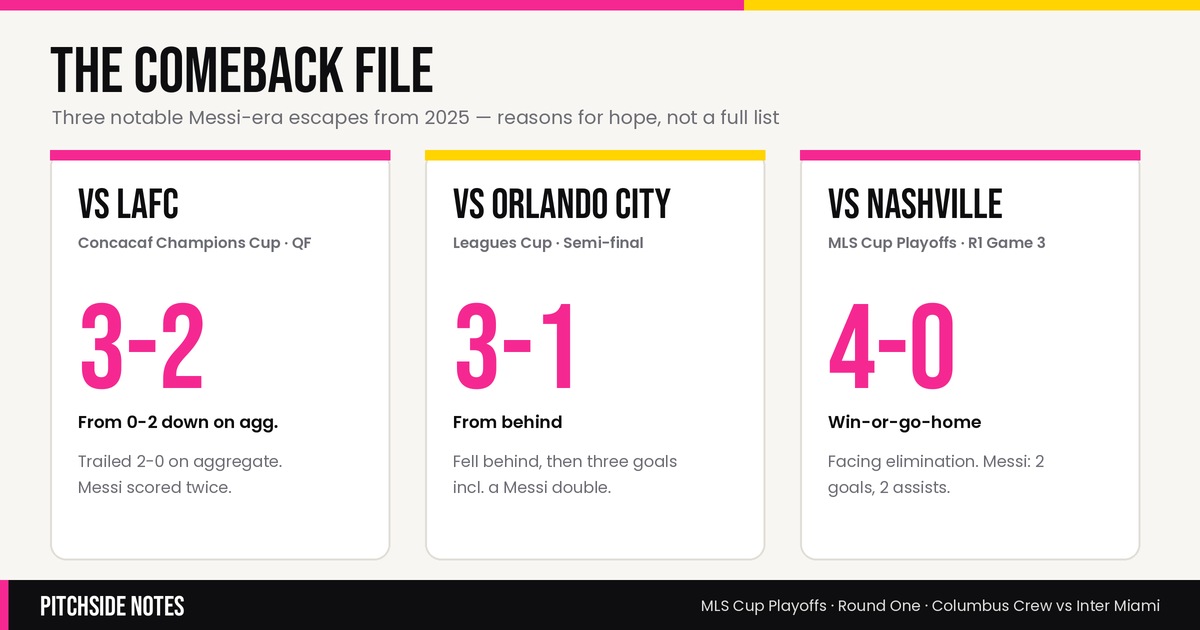 THE COMEBACK FILE
Three notable Messi-era escapes from 2025 — reasons for hope, not a full list
VS LAFC
Concacaf Champions Cup · QF
3-2
From 0-2 down on agg.
Trailed 2-0 on aggregate.
Messi scored twice.
VS ORLANDO CITY
Leagues Cup · Semi-final
3-1
From behind
Fell behind, then three goals
incl. a Messi double.
VS NASHVILLE
MLS Cup Playoffs · R1 Game 3
4-0
Win-or-go-home
Facing elimination. Messi: 2
goals, 2 assists.
PITCHSIDE NOTES
MLS Cup Playoffs · Round One · Columbus Crew vs Inter Miami